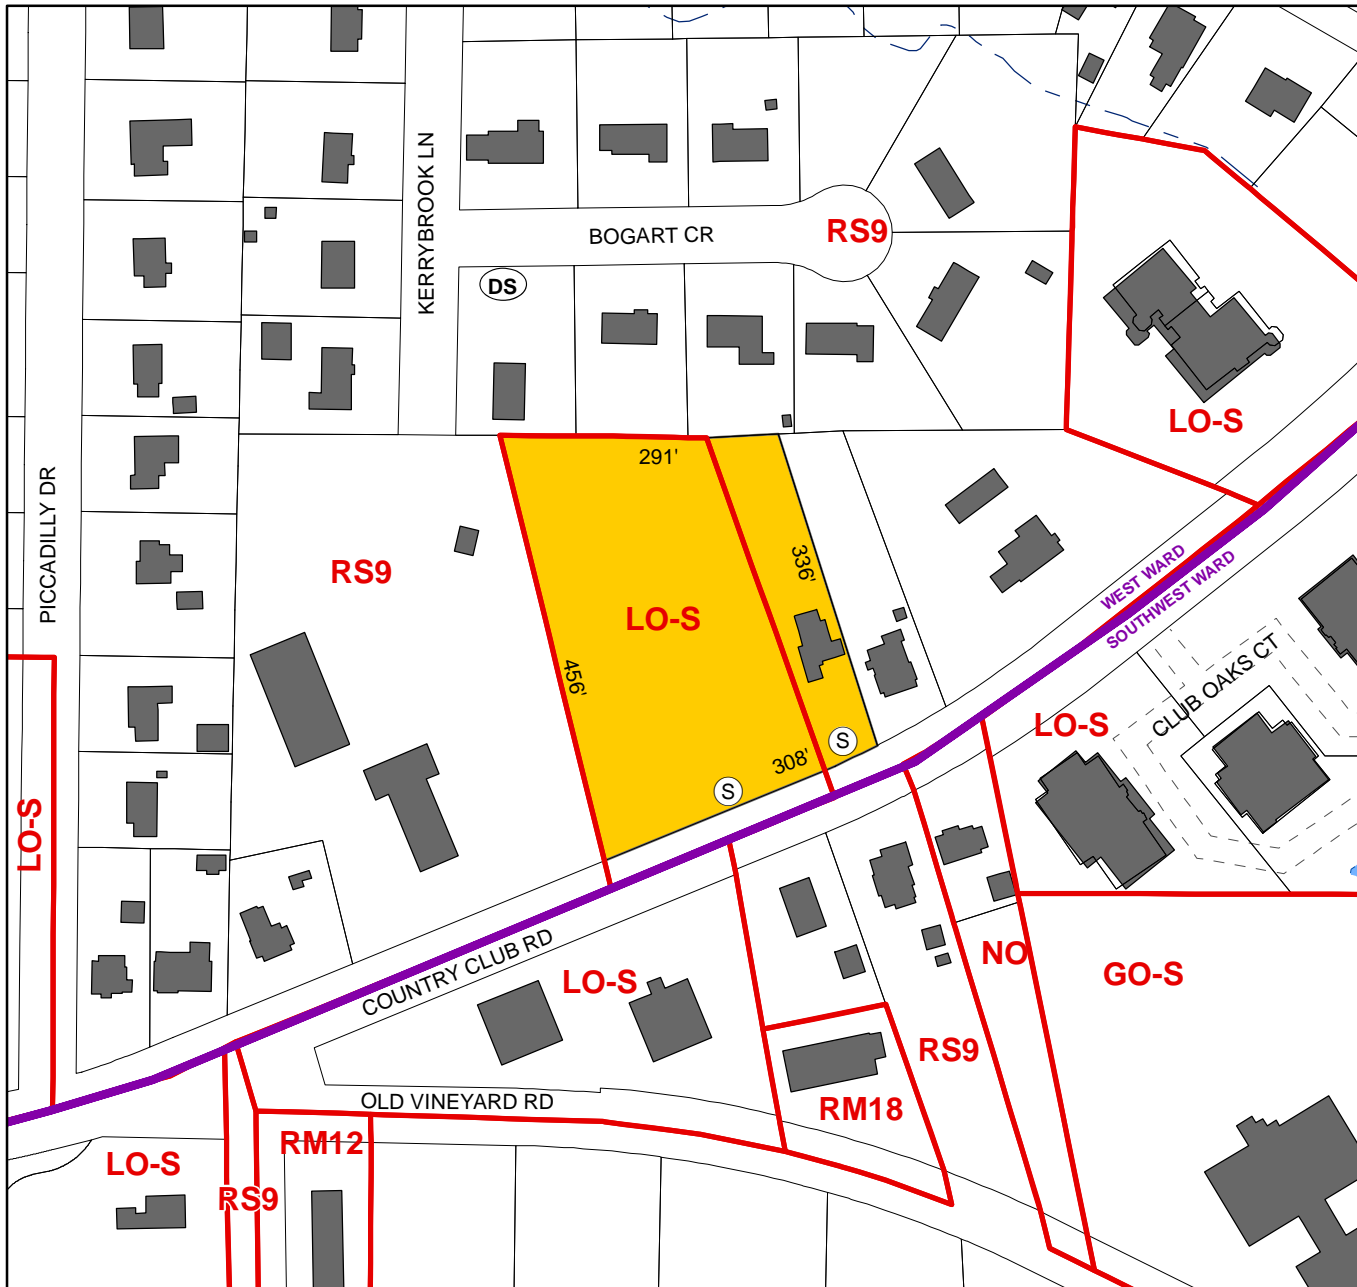 KERRYBROOK LN
BOGART CR
RS9
DS
LO-S
291'
PICCADILLY DR
RS9
336'
LO-S
WEST WARD
SOUTHWEST WARD
456'
CLUB OAKS CT
LO-S
S
308'
S
LO-S
COUNTRY CLUB RD
NO
LO-S
GO-S
RS9
OLD VINEYARD RD
RM18
RM12
LO-S
RS9